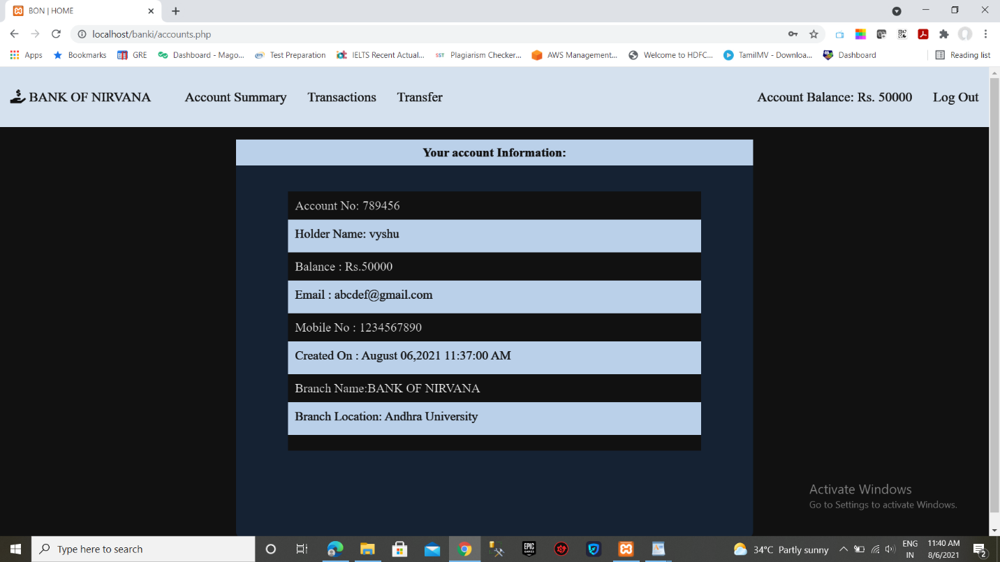 BON | HOME
localhost/banki/accounts.php
Apps Bookmarks GRE Dashboard - Mago... Test Preparation IELTS Recent Actual... SST Plagiarism Checker... AWS Management... Welcome to HDFC... TamilMV - Downloa... Dashboard Reading list
BANK OF NIRVANA Account Summary Transactions Transfer Account Balance: Rs. 50000 Log Out
Your account Information:
Account No: 789456
Holder Name: vyshu
Balance : Rs.50000
Email : abcdef@gmail.com
Mobile No : 1234567890
Created On : August 06,2021 11:37:00 AM
Branch Name:BANK OF NIRVANA
Branch Location: Andhra University
Activate Windows
Go to Settings to activate Windows.
Type here to search
EPIC
GAMES
34°C Partly sunny
ENG
IN
11:40 AM
8/6/2021
2